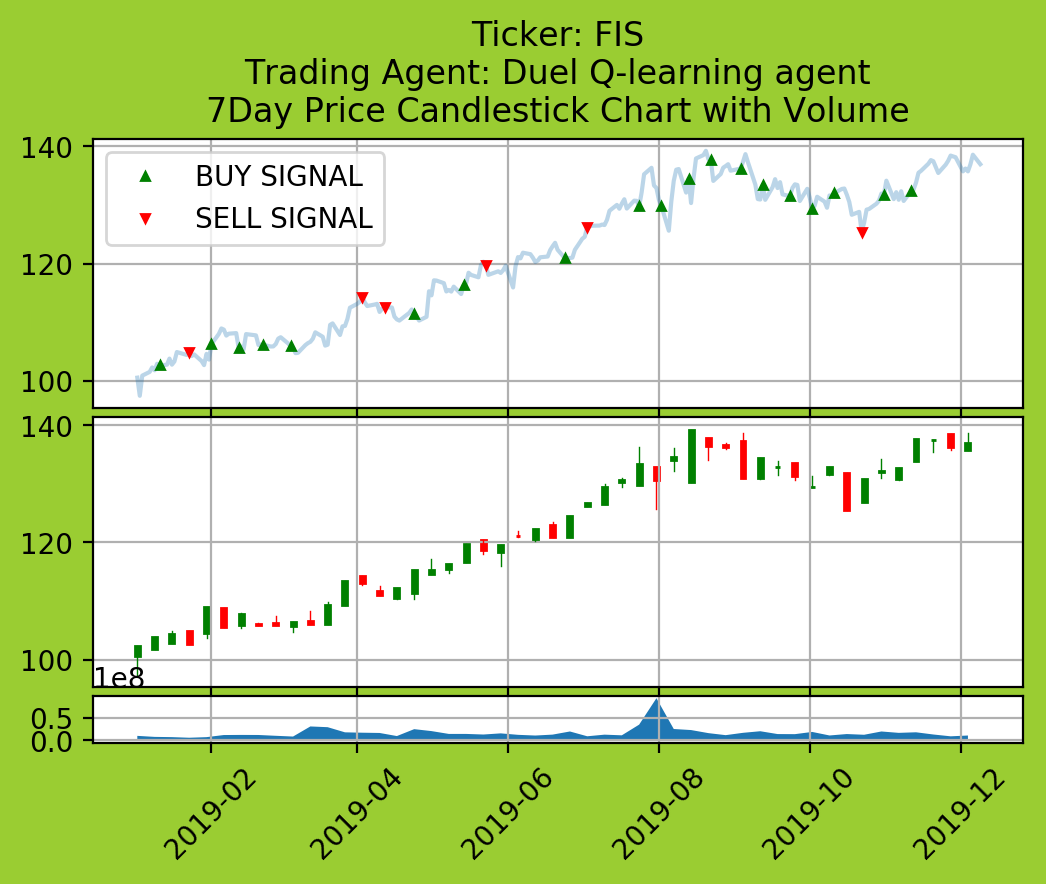 Ticker: FIS
Trading Agent: Duel Q-learning agent
7Day Price Candlestick Chart with Volume
140
BUY SIGNAL
SELL SIGNAL
120
100
140
120
100
1e8
0.5
0.0
2019-02
2019-04
2019-06
2019-08
2019-10
2019-12